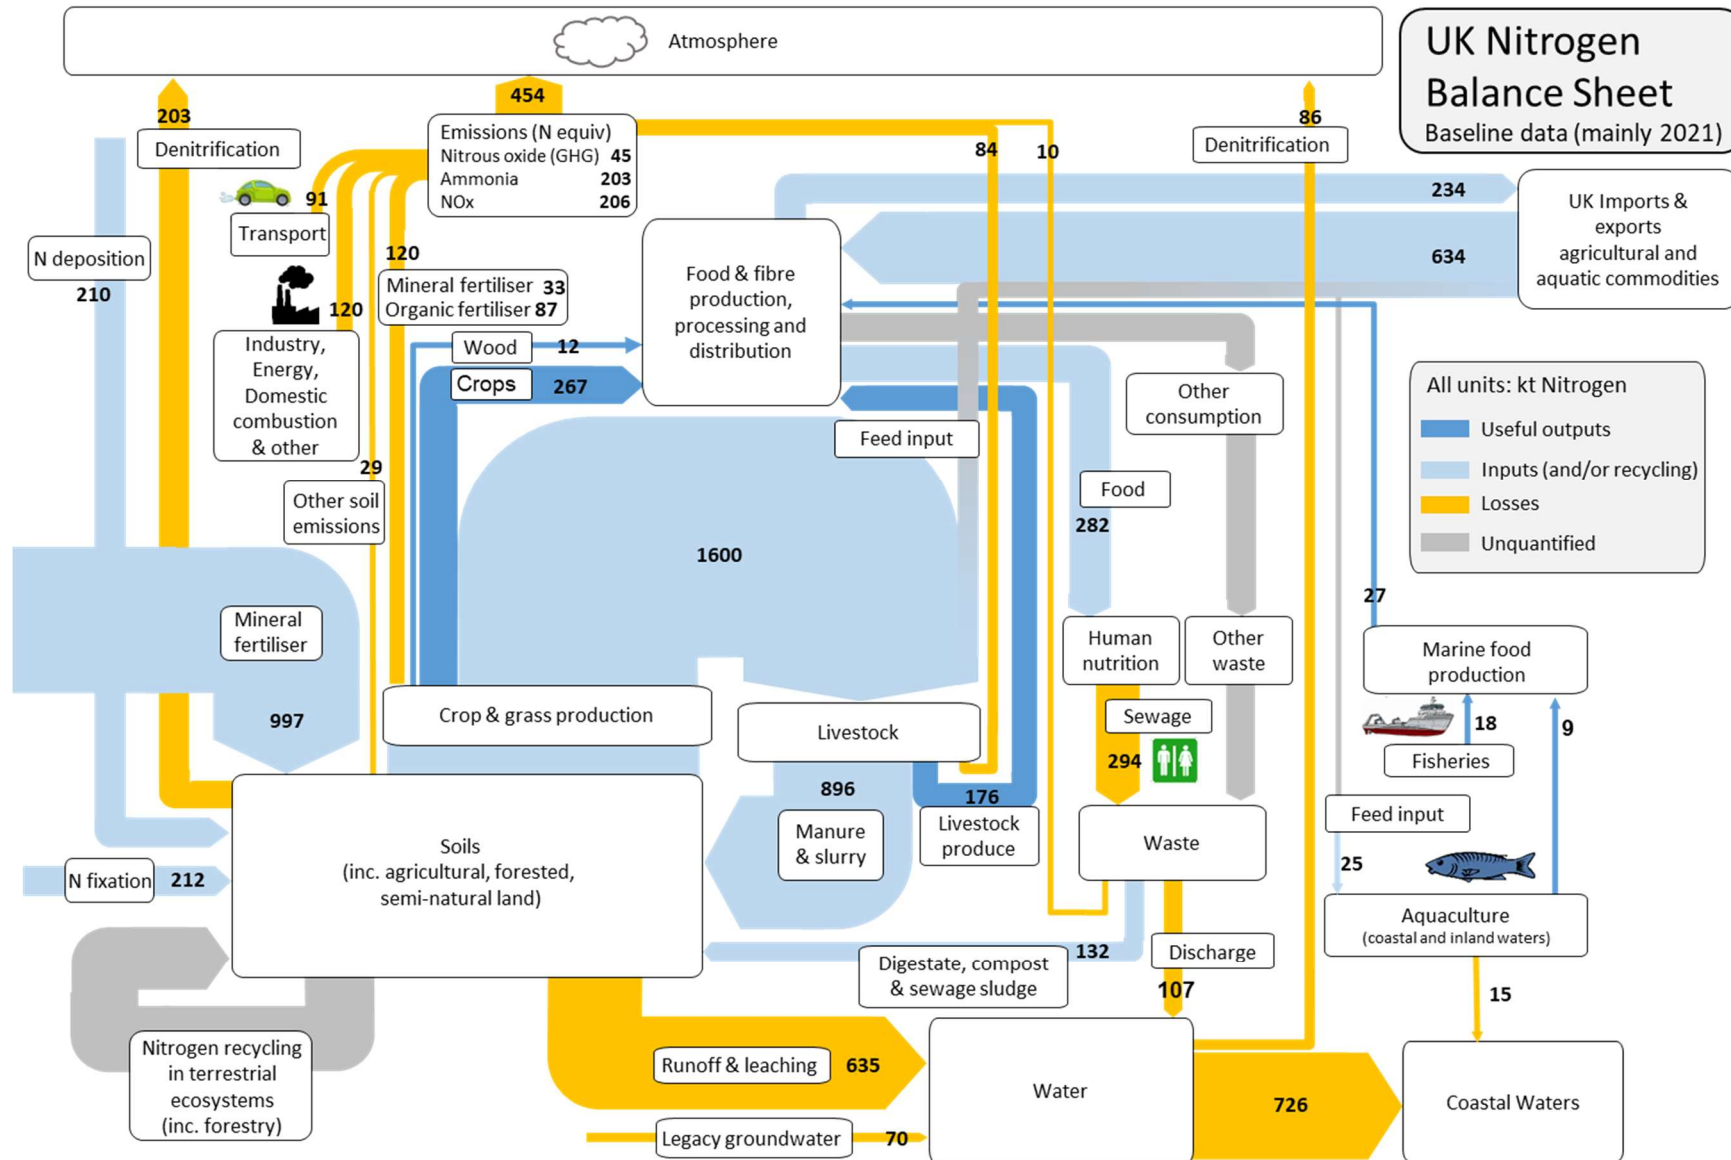 Atmosphere
UK Nitrogen
Balance Sheet
Baseline data (mainly 2021)
203
Denitrification
454
Emissions (N equiv)
Nitrous oxide (GHG) 45
Ammonia 203
NOx 206
84
10
86
Denitrification
N deposition
210
91
Transport
120
Industry,
Energy,
Domestic
combustion
& other
29
Other soil
emissions
120
Mineral fertiliser 33
Organic fertiliser 87
Wood 12
Crops 267
Food & fibre
production,
processing and
distribution
234
634
UK Imports &
exports
agricultural and
aquatic commodities
Other
consumption
Feed input
Food
282
1600
All units: kt Nitrogen
Useful outputs
Inputs (and/or recycling)
Losses
Unquantified
27
Mineral
fertiliser
997
Crop & grass production
Livestock
Human
nutrition
Other
waste
Marine food
production
Sewage
294
18
Fisheries
9
Soils
(inc. agricultural, forested,
semi-natural land)
N fixation 212
896
Manure
& slurry
176
Livestock
produce
Waste
Feed input
25
Aquaculture
(coastal and inland waters)
132
Digestate, compost
& sewage sludge
Discharge
107
15
Nitrogen recycling
in terrestrial
ecosystems
(inc. forestry)
Runoff & leaching 635
Legacy groundwater 70
Water
726
Coastal Waters